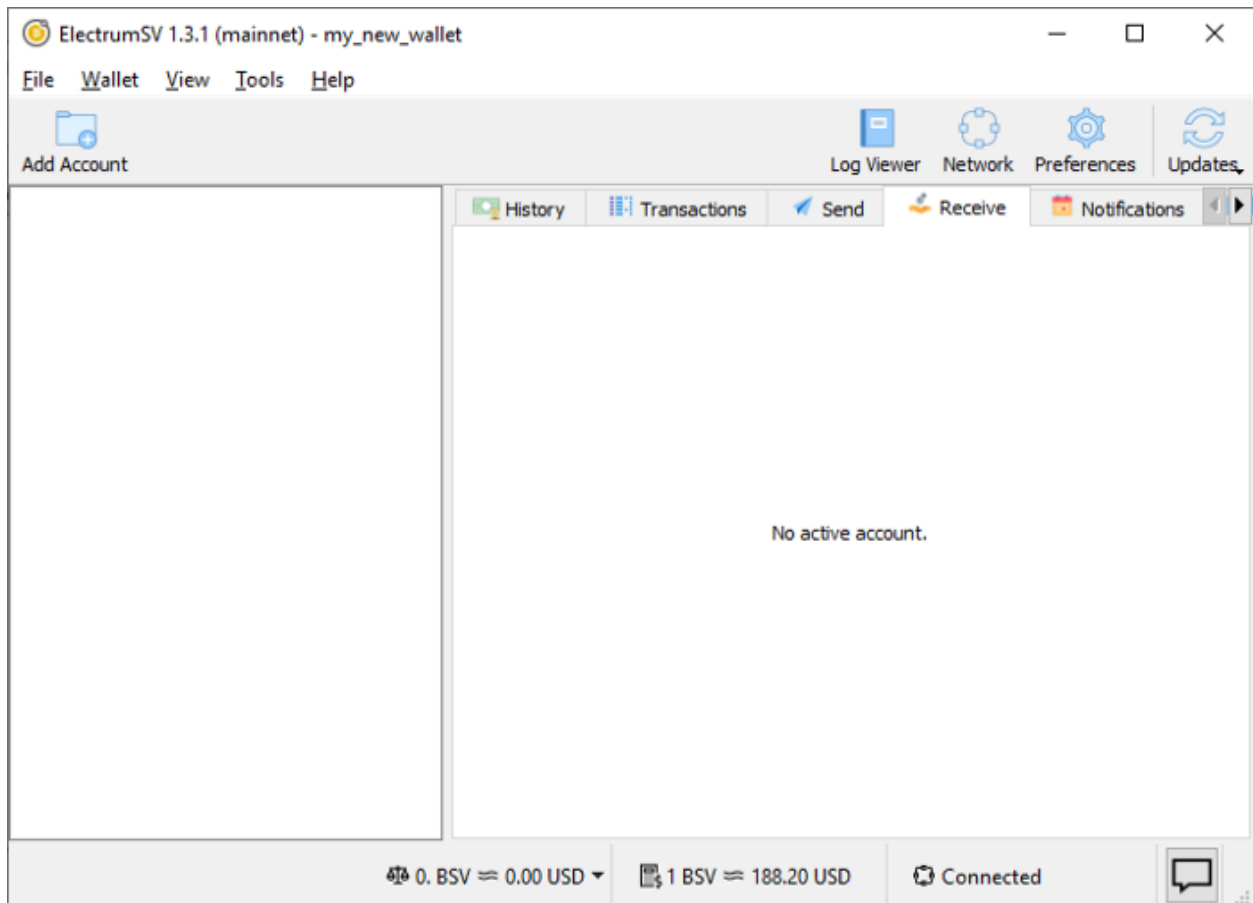 ElectrumSV 1.3.1 (mainnet) - my_new_wallet
File Wallet View Tools Help
Add Account Log Viewer Network Preferences Updates
History Transactions Send Receive Notifications
No active account.
0. BSV ≈ 0.00 USD 1 BSV ≈ 188.20 USD Connected